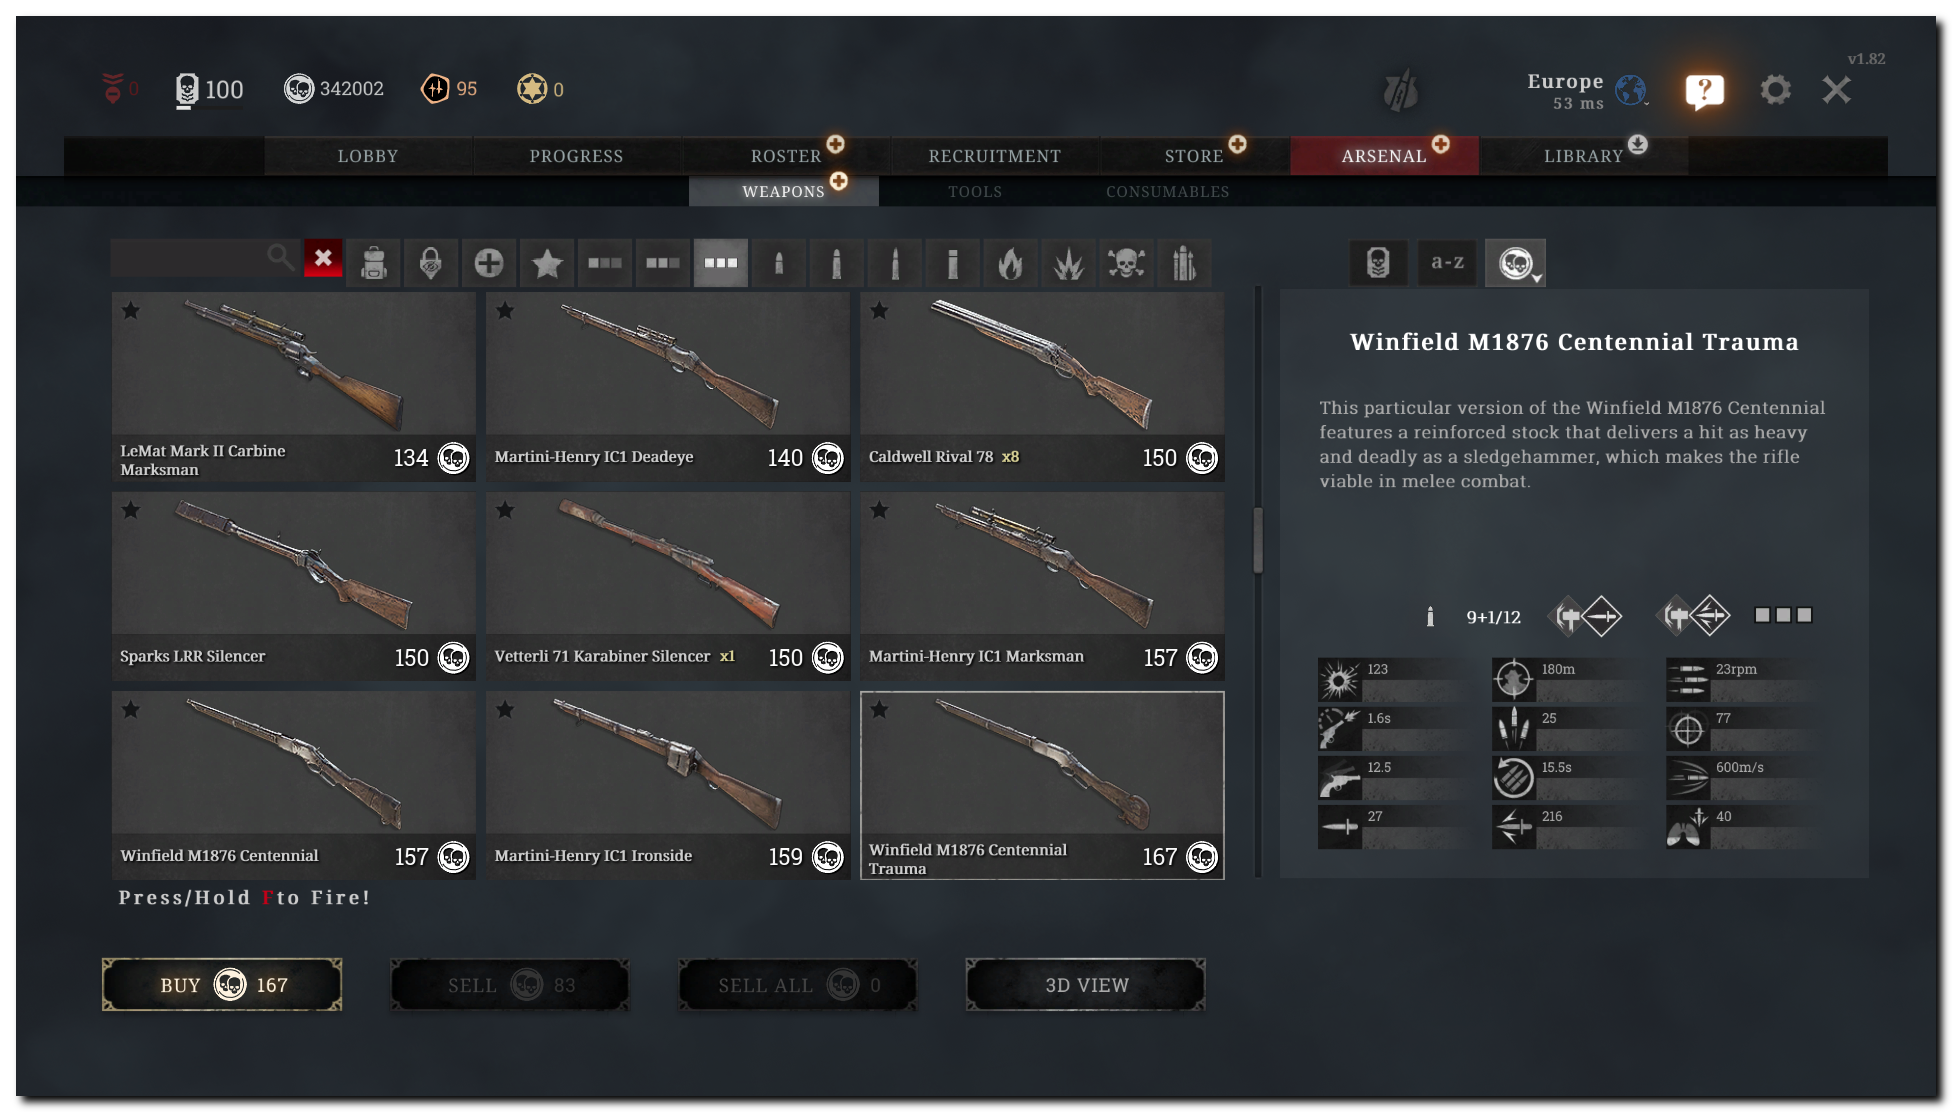 v1.82
0 100 342002 95 0 Europe
53 ms
LOBBY PROGRESS ROSTER RECRUITMENT STORE ARSENAL LIBRARY
WEAPONS TOOLS CONSUMABLES
a-z
LeMat Mark II Carbine
Marksman 134
Martini-Henry IC1 Deadeye 140
Caldwell Rival 78 x8 150
Sparks LRR Silencer 150
Vetterli 71 Karabiner Silencer x1 150
Martini-Henry IC1 Marksman 157
Winfield M1876 Centennial 157
Martini-Henry IC1 Ironside 159
Winfield M1876 Centennial
Trauma 167
Press/Hold F to Fire!
BUY 167 SELL 83 SELL ALL 0 3D VIEW
Winfield M1876 Centennial Trauma
This particular version of the Winfield M1876 Centennial
features a reinforced stock that delivers a hit as heavy
and deadly as a sledgehammer, which makes the rifle
viable in melee combat.
9+1/12
123 180m 23rpm
1.6s 25 77
12.5 15.5s 600m/s
27 216 40